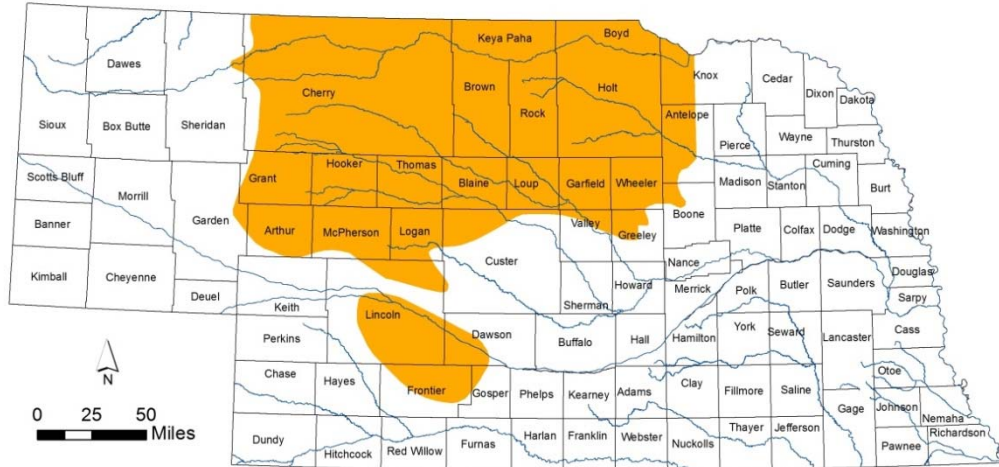 Keya Paha
Boyd
Knox
Cedar
Dixon
Dakota
Dawes
Cherry
Brown
Rock
Holt
Antelope
Pierce
Wayne
Thurston
Sioux
Box Butte
Sheridan
Grant
Hooker
Thomas
Blaine
Loup
Garfield
Wheeler
Madison
Stanton
Cuming
Burt
Scotts Bluff
Morrill
Garden
Arthur
McPherson
Logan
Valley
Greeley
Boone
Platte
Colfax
Dodge
Washington
Banner
Custer
Nance
Kimball
Cheyenne
Deuel
Keith
Lincoln
Sherman
Howard
Merrick
Polk
Butler
Saunders
Douglas
Sarpy
Perkins
Dawson
Buffalo
Hall
Hamilton
York
Seward
Lancaster
Cass
Otoe
N
Chase
Hayes
Frontier
Gosper
Phelps
Kearney
Adams
Clay
Fillmore
Saline
Gage
Johnson
Nemaha
0 25 50
Miles
Dundy
Hitchcock
Red Willow
Furnas
Harlan
Franklin
Webster
Nuckolls
Thayer
Jefferson
Pawnee
Richardson